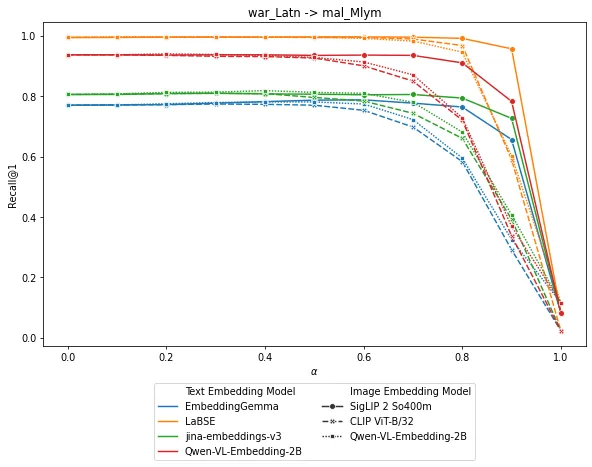 war_Latn -> mal_Mlym
1.0
0.8
0.6
0.4
0.2
0.0
Recall@1
0.0 0.2 0.4 0.6 0.8 1.0
α
Text Embedding Model Image Embedding Model
EmbeddingGemma SigLIP 2 So400m
LaBSE CLIP ViT-B/32
jina-embeddings-v3 Qwen-VL-Embedding-2B
Qwen-VL-Embedding-2B